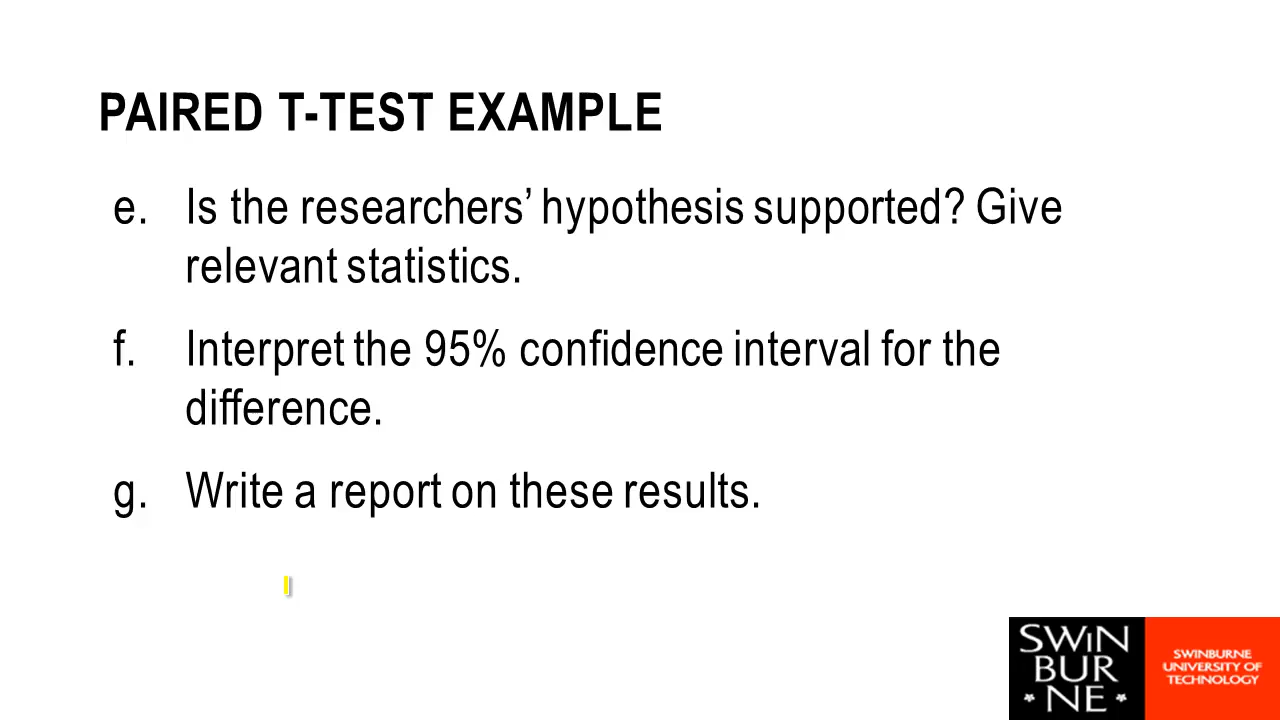 PAIRED T-TEST EXAMPLE
e. Is the researchers’ hypothesis supported? Give
relevant statistics.
f. Interpret the 95% confidence interval for the
difference.
g. Write a report on these results.
SWIN
BUR
NE
SWINBURNE
UNIVERSITY OF
TECHNOLOGY